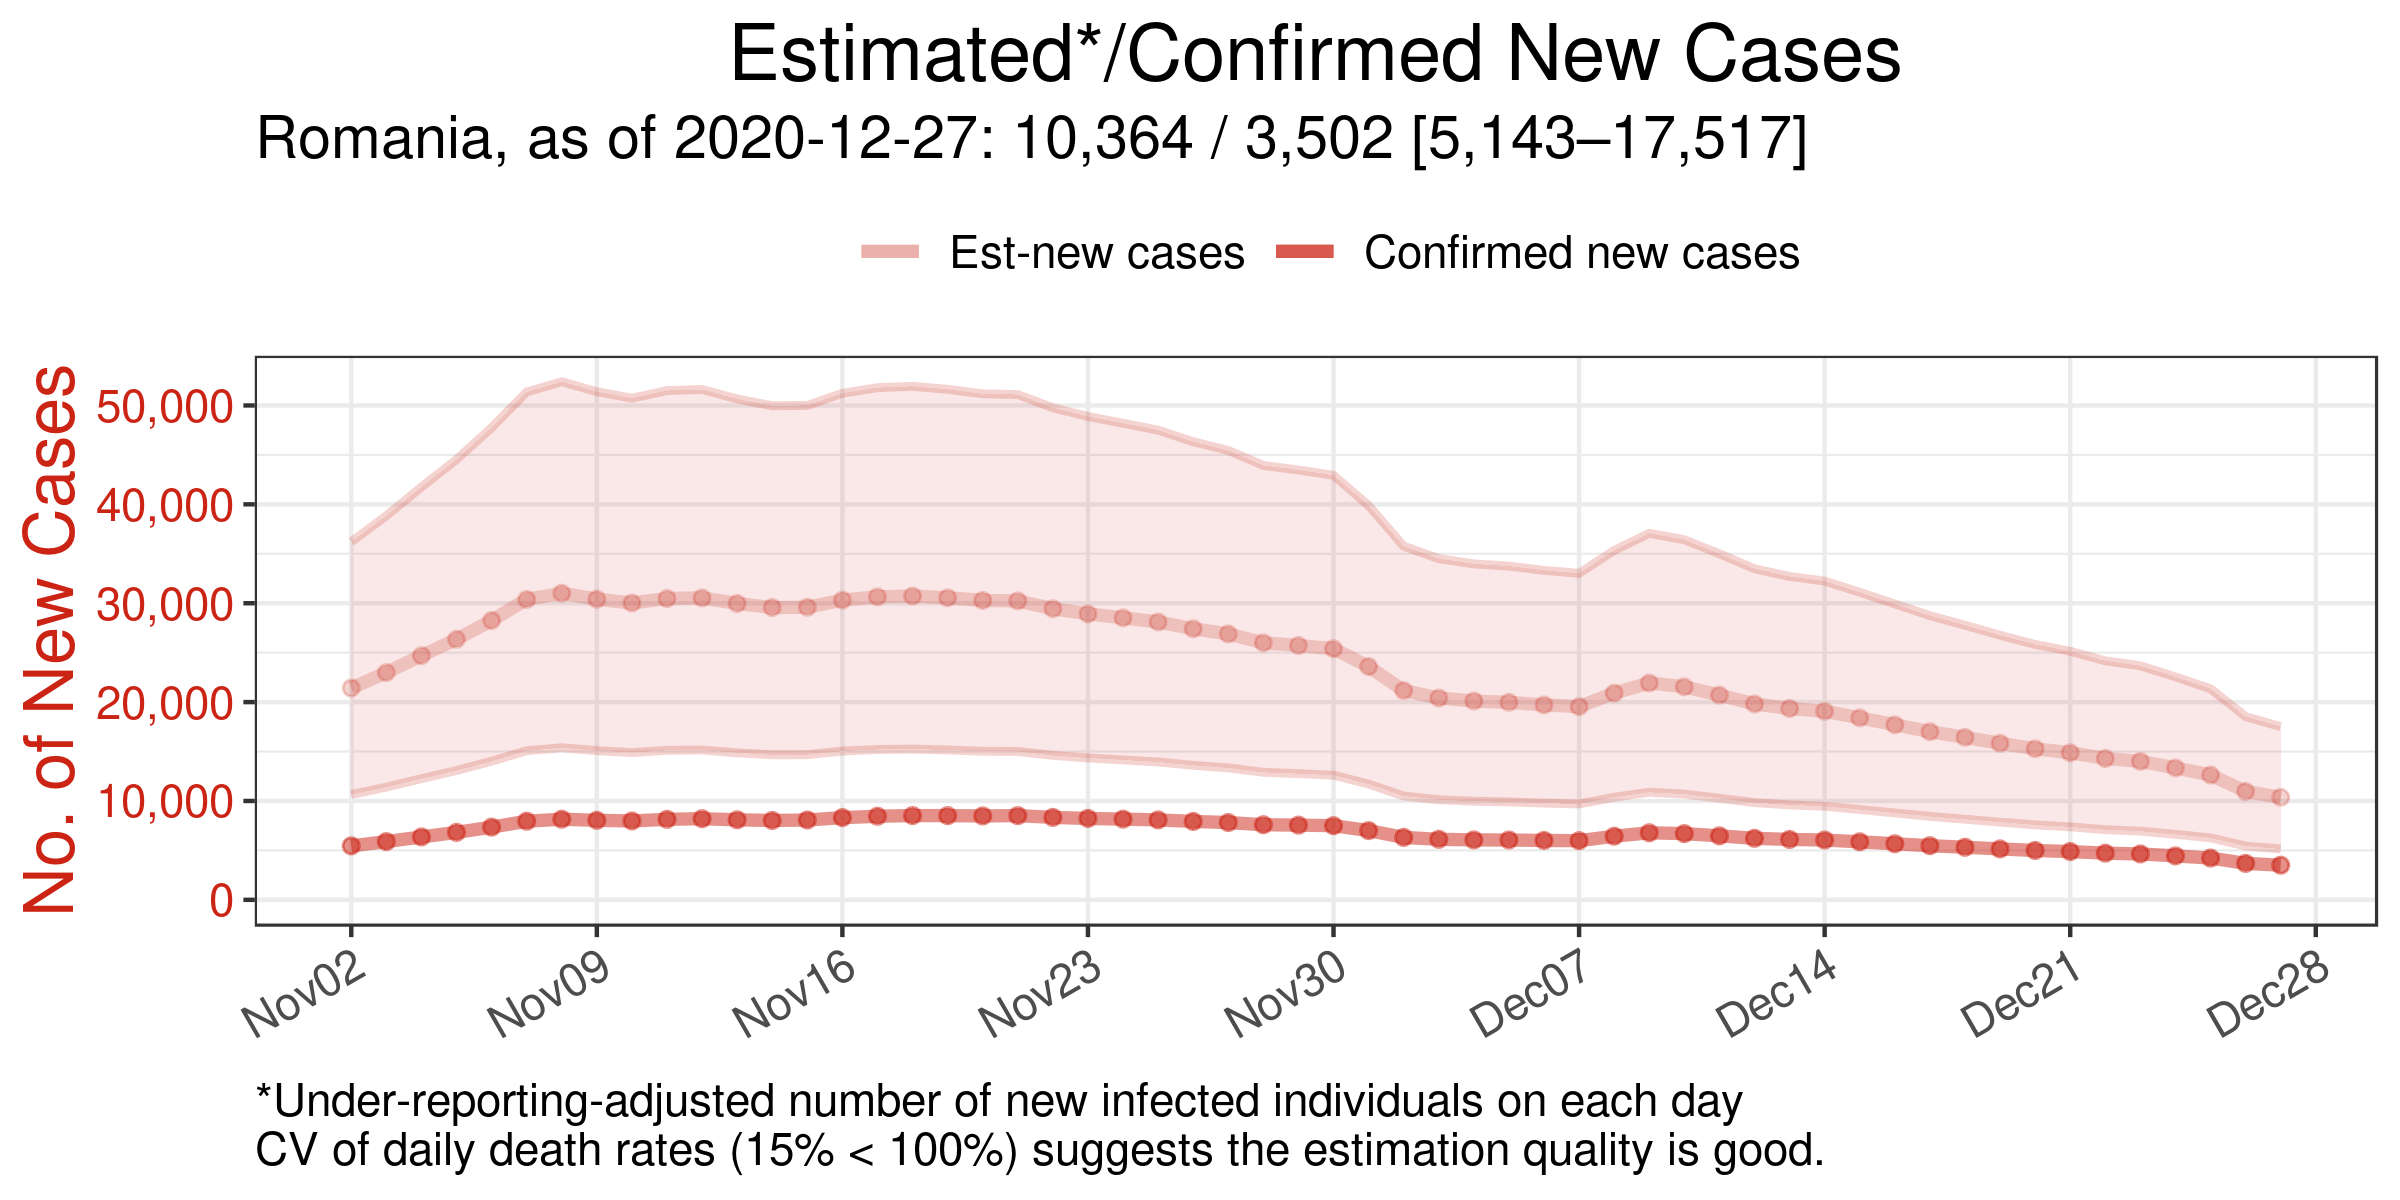 Estimated*/Confirmed New Cases
Romania, as of 2020-12-27: 10,364 / 3,502 [5,143–17,517]
Est-new cases
Confirmed new cases
No. of New Cases
50,000
40,000
30,000
20,000
10,000
0
Nov02
Nov09
Nov16
Nov23
Nov30
Dec07
Dec14
Dec21
Dec28
*Under-reporting-adjusted number of new infected individuals on each day
CV of daily death rates (15% < 100%) suggests the estimation quality is good.